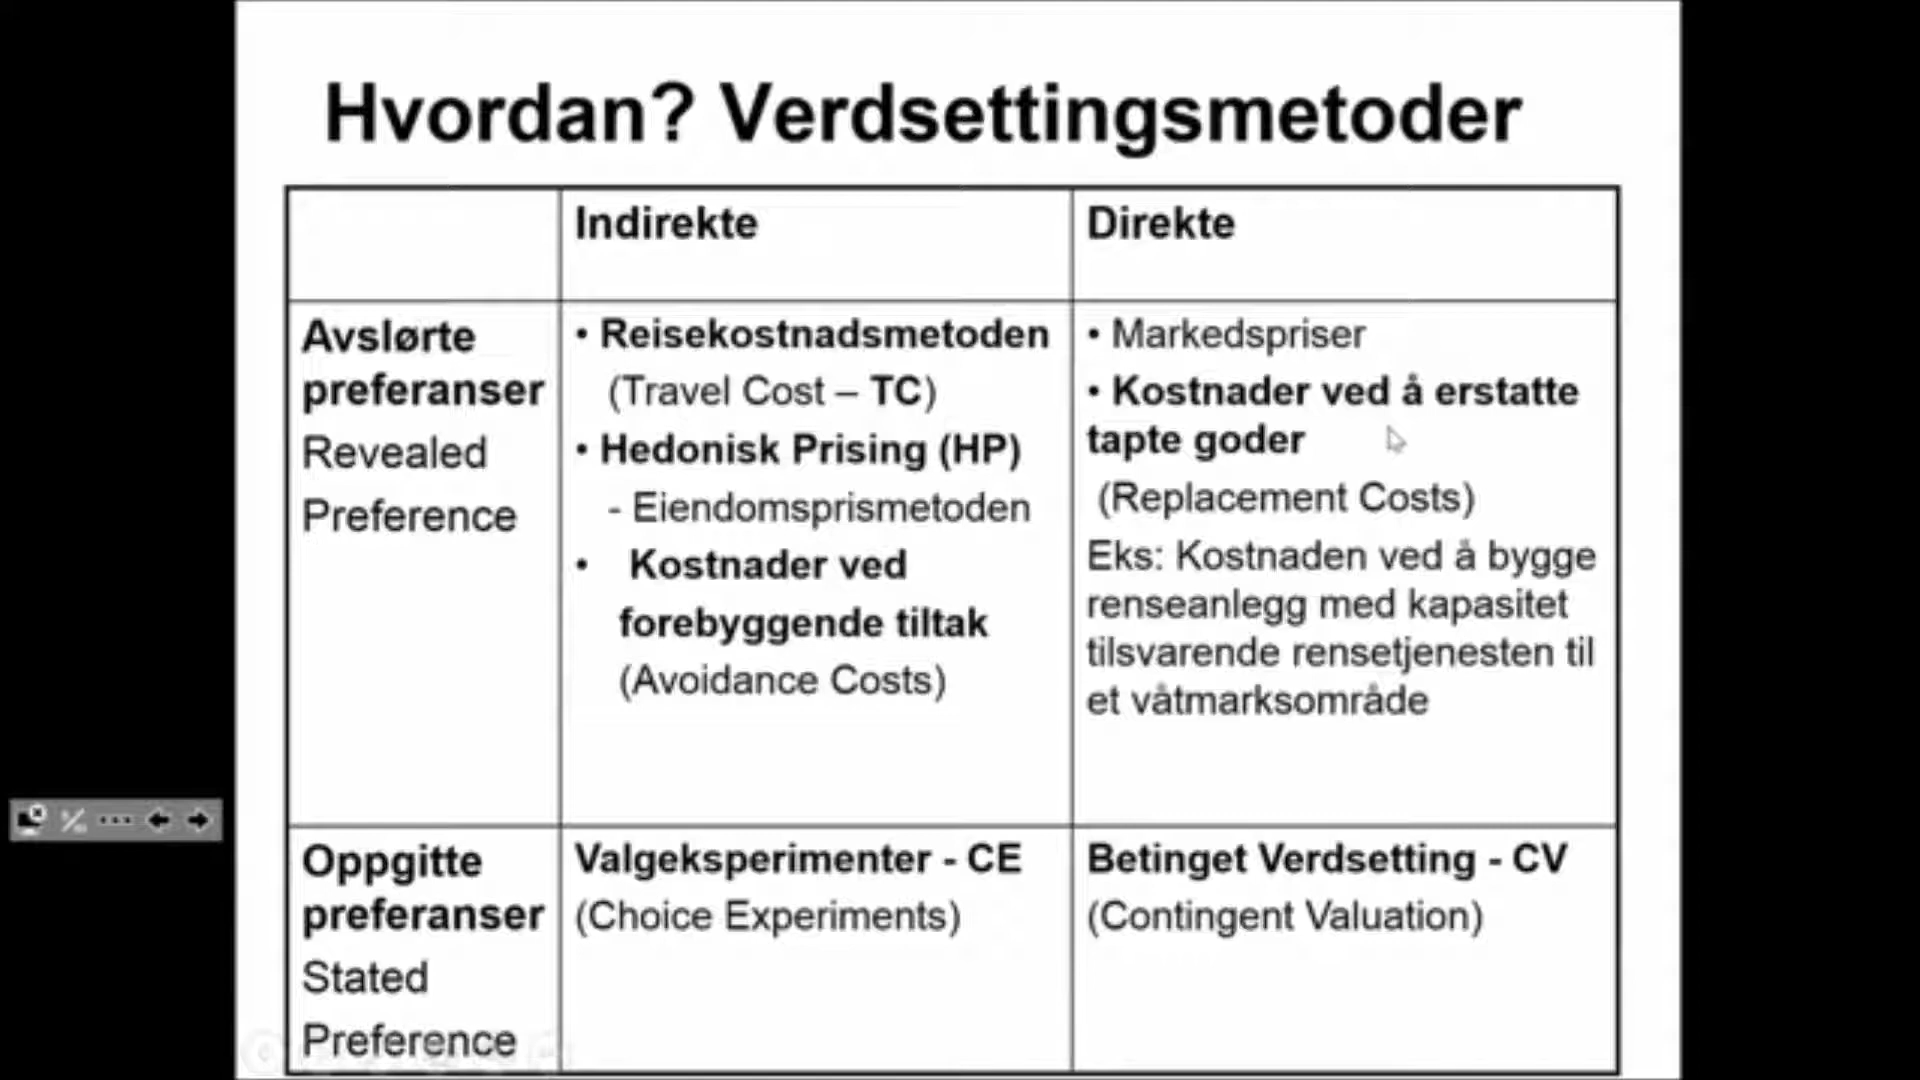 Hvordan? Verdsettingsmetoder
Indirekte
Direkte
Avslørte
preferanser
Revealed
Preference
• Reisekostnadsmetoden
(Travel Cost – TC)
• Hedonisk Prising (HP)
- Eiendomsprismetoden
• Kostnader ved
forebyggende tiltak
(Avoidance Costs)
• Markedspriser
• Kostnader ved å erstatte
tapte goder
(Replacement Costs)
Eks: Kostnaden ved å bygge
renseanlegg med kapasitet
tilsvarende rensetjenesten til
et våtmarksområde
Oppgitte
preferanser
Stated
Preference
Valgeksperimenter - CE
(Choice Experiments)
Betinget Verdsetting - CV
(Contingent Valuation)